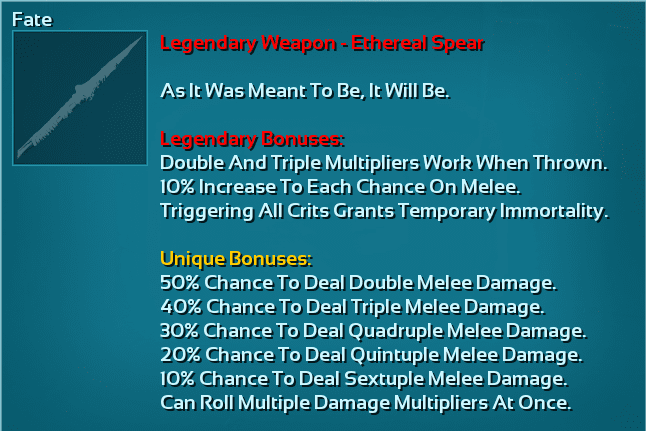 Fate
Legendary Weapon - Ethereal Spear
As It Was Meant To Be, It Will Be.
Legendary Bonuses:
Double And Triple Multipliers Work When Thrown.
10% Increase To Each Chance On Melee.
Triggering All Crits Grants Temporary Immortality.
Unique Bonuses:
50% Chance To Deal Double Melee Damage.
40% Chance To Deal Triple Melee Damage.
30% Chance To Deal Quadruple Melee Damage.
20% Chance To Deal Quintuple Melee Damage.
10% Chance To Deal Sextuple Melee Damage.
Can Roll Multiple Damage Multipliers At Once.